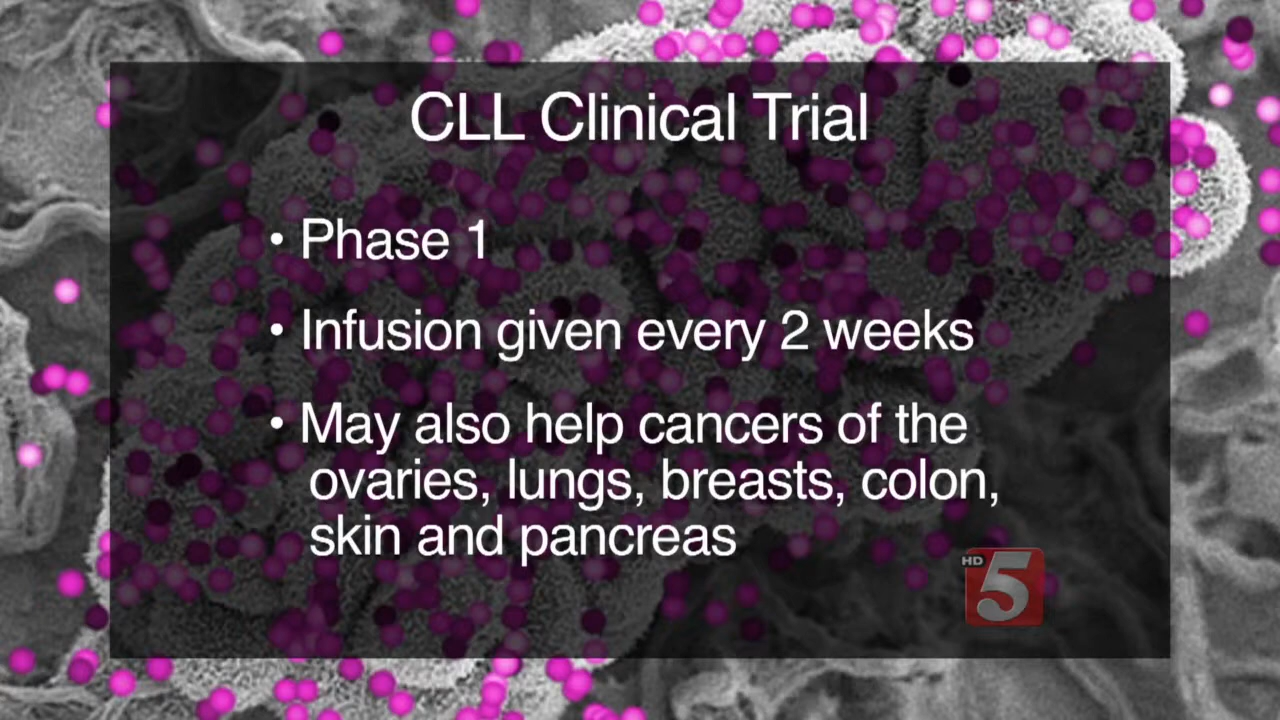 CLL Clinical Trial
• Phase 1
• Infusion given every 2 weeks
• May also help cancers of the
ovaries, lungs, breasts, colon,
skin and pancreas
HD
5